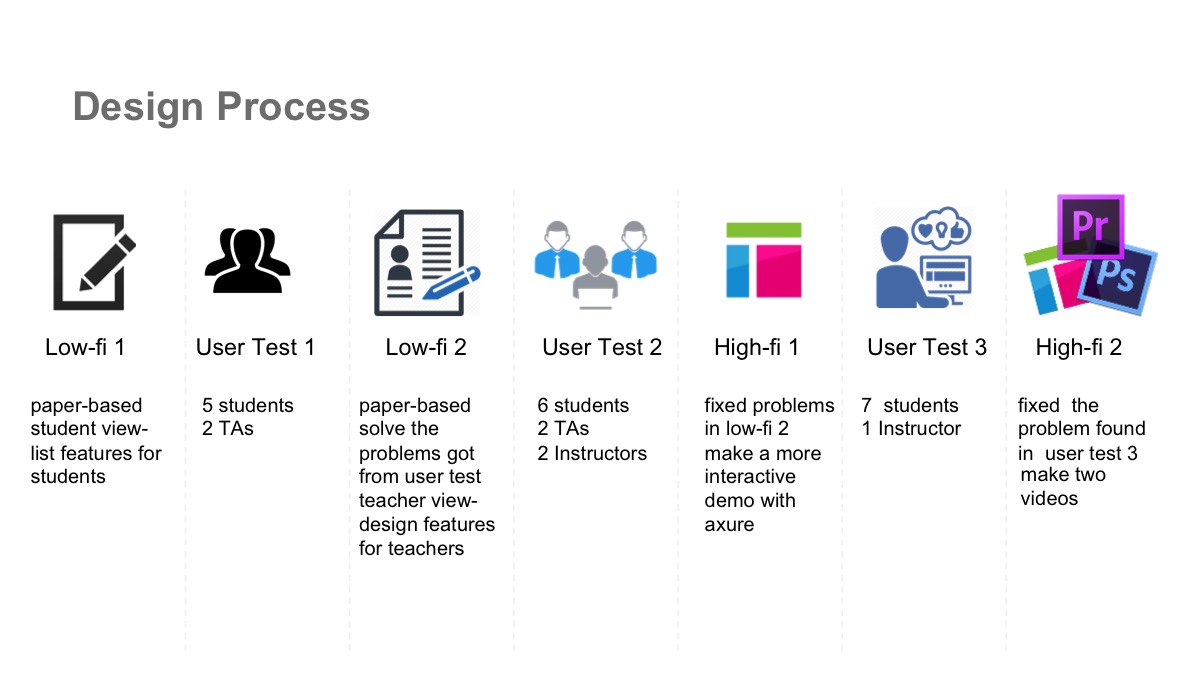 Design Process
Pr
Ps
Low-fi 1
User Test 1
Low-fi 2
User Test 2
High-fi 1
User Test 3
High-fi 2
paper-based
student view-
list features for
students
5 students
2 TAs
paper-based
solve the
problems got
from user test
teacher view-
design features
for teachers
6 students
2 TAs
2 Instructors
fixed problems
in low-fi 2
make a more
interactive
demo with
axure
7  students
1 Instructor
fixed  the
problem found
in  user test 3
make two
videos